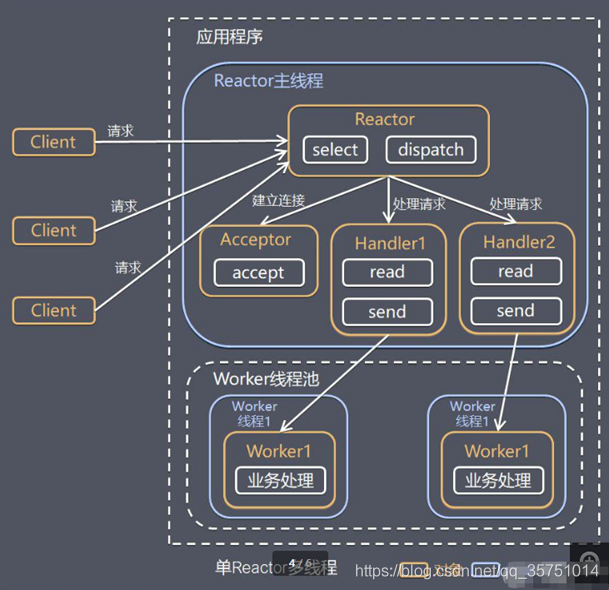 应用程序
Reactor主线程
Reactor
select
dispatch
Client
请求
Client
请求
Client
请求
建立连接
处理请求
处理请求
Acceptor
accept
Handler1
read
send
Handler2
read
send
Worker线程池
Worker
线程1
Worker1
业务处理
Worker
线程1
Worker1
业务处理
单Reactor多线程
4 / 6
对象
https://blog.csdn.net/qq_35751014